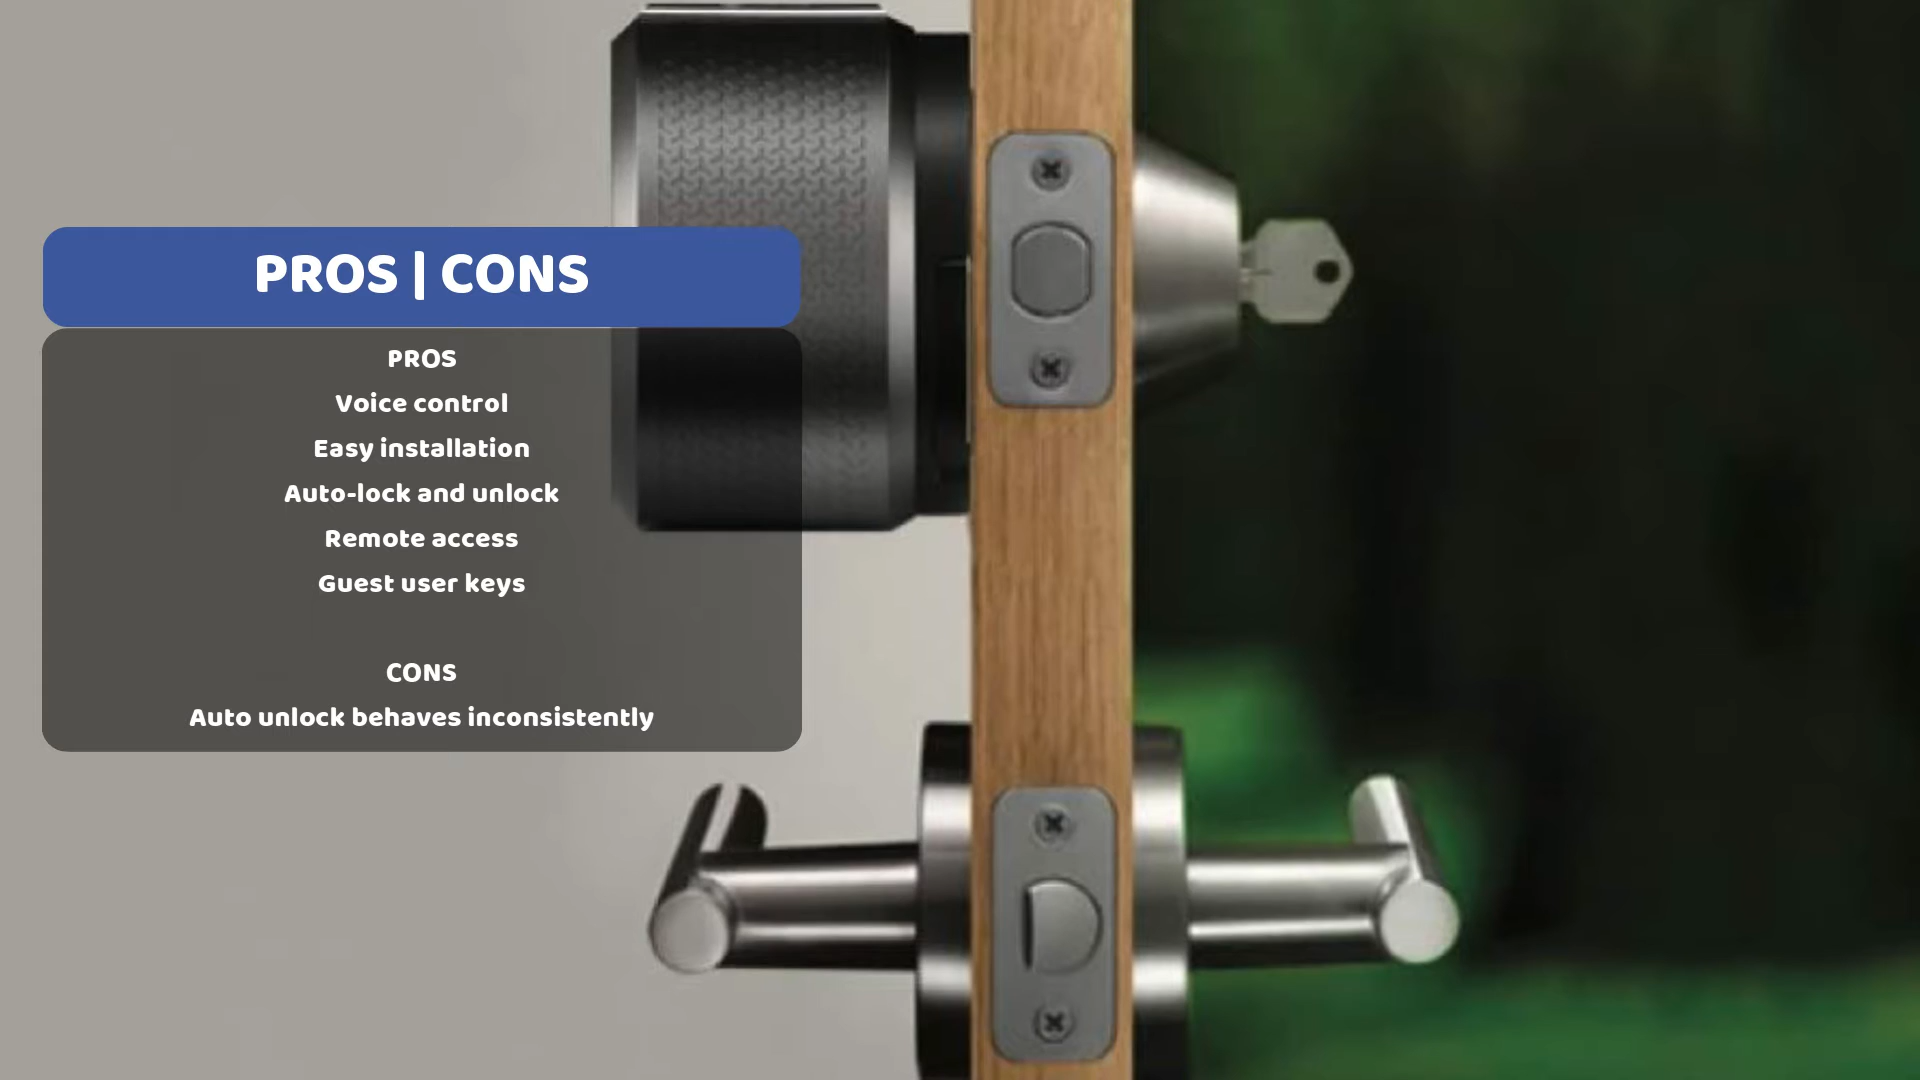 PROS | CONS
PROS
Voice control
Easy installation
Auto-lock and unlock
Remote access
Guest user keys
CONS
Auto unlock behaves inconsistently